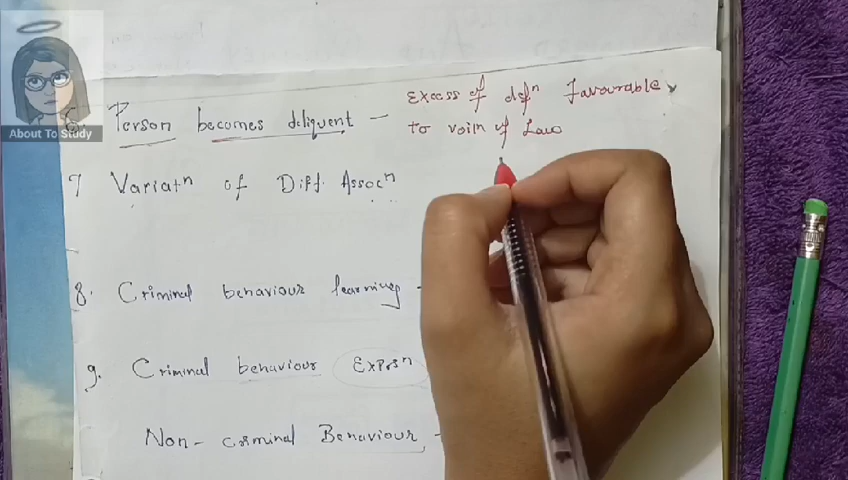 About To Study
Person becomes deliquent — Excess of defn Favourable
to voiln of Law
7 Variatn of Diff. Assocn
8. Criminal behaviour learning -
9. Criminal behaviour Exprsn
Non-criminal Behaviour -